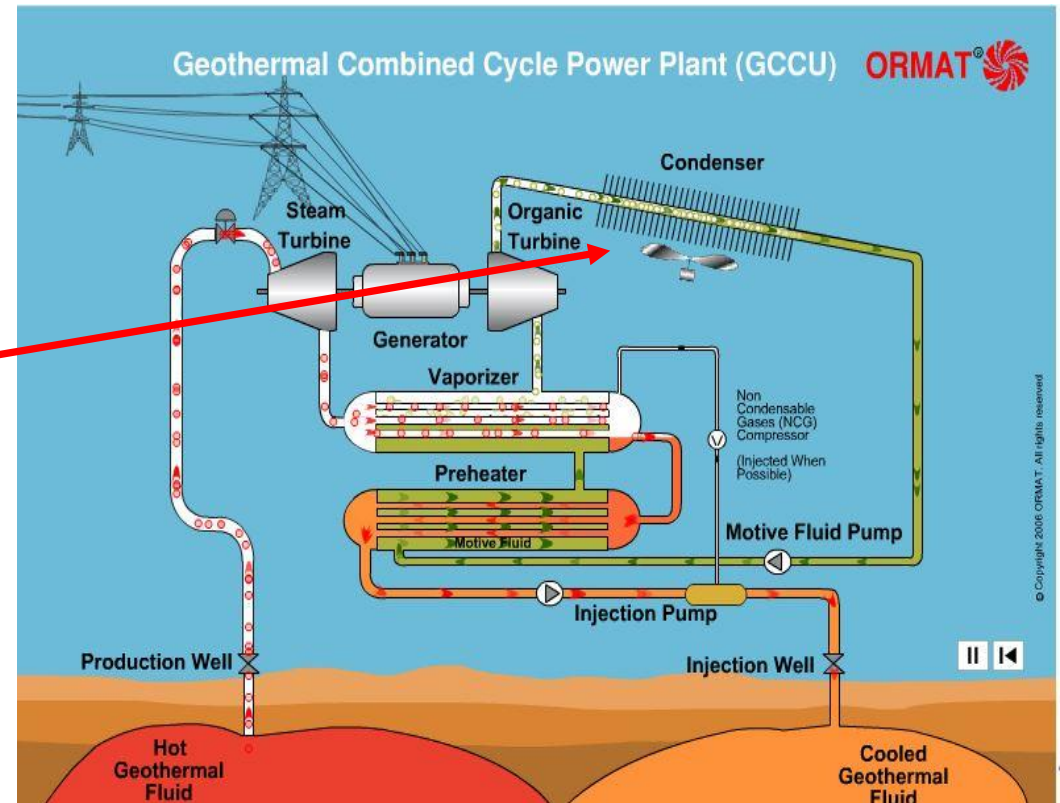 Geothermal Combined Cycle Power Plant (GCCU)
ORMAT®
Condenser
Steam
Turbine
Organic
Turbine
Generator
Vaporizer
Non
Condensable
Gases (NCG)
Compressor
(Injected When
Possible)
Preheater
Motive Fluid
Motive Fluid Pump
Injection Pump
Production Well
Injection Well
Hot
Geothermal
Fluid
Cooled
Geothermal
Fluid
© Copyright 2006 ORMAT. All rights reserved